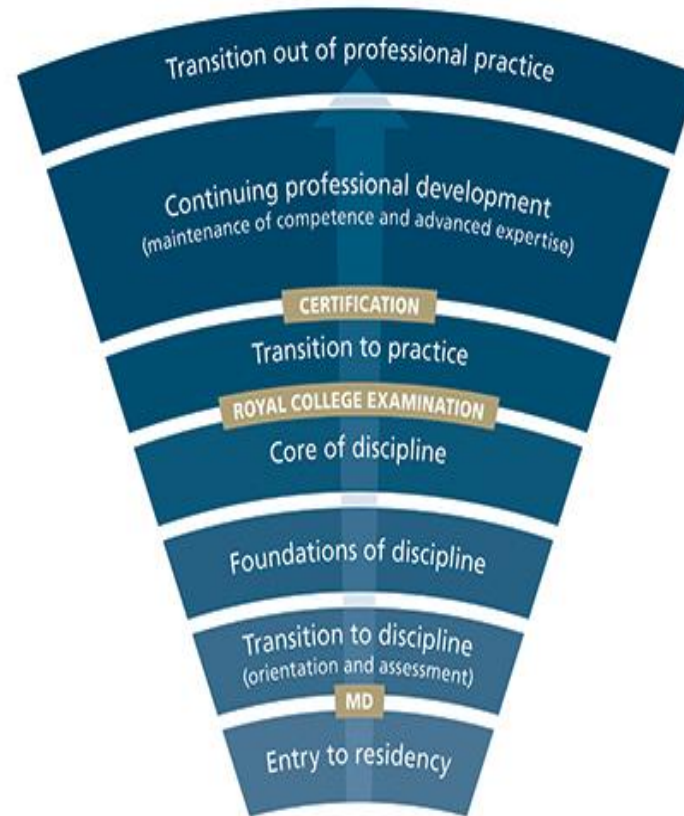 Transition out of professional practice
Continuing professional development
(maintenance of competence and advanced expertise)
CERTIFICATION
Transition to practice
ROYAL COLLEGE EXAMINATION
Core of discipline
Foundations of discipline
Transition to discipline
(orientation and assessment)
MD
Entry to residency